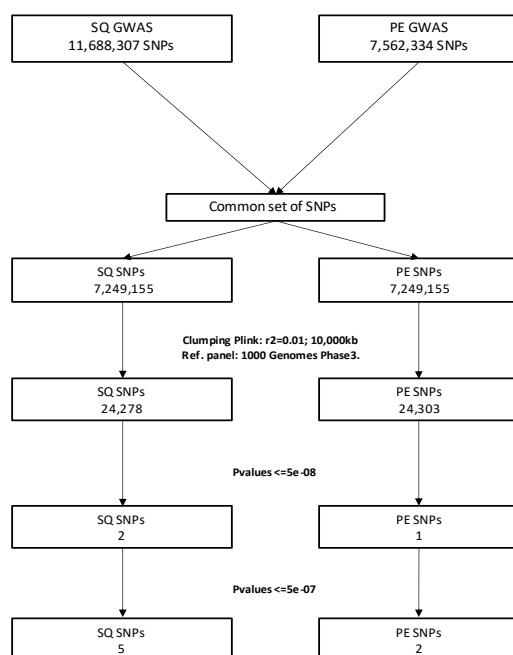 SQ GWAS
11,688,307 SNPs
PE GWAS
7,562,334 SNPs
Common set of SNPs
SQ SNPs
7,249,155
PE SNPs
7,249,155
Clumping Plink: r2=0.01; 10,000kb
Ref. panel: 1000 Genomes Phase3.
SQ SNPs
24,278
PE SNPs
24,303
Pvalues <=5e-08
SQ SNPs
2
PE SNPs
1
Pvalues <=5e-07
SQ SNPs
5
PE SNPs
2